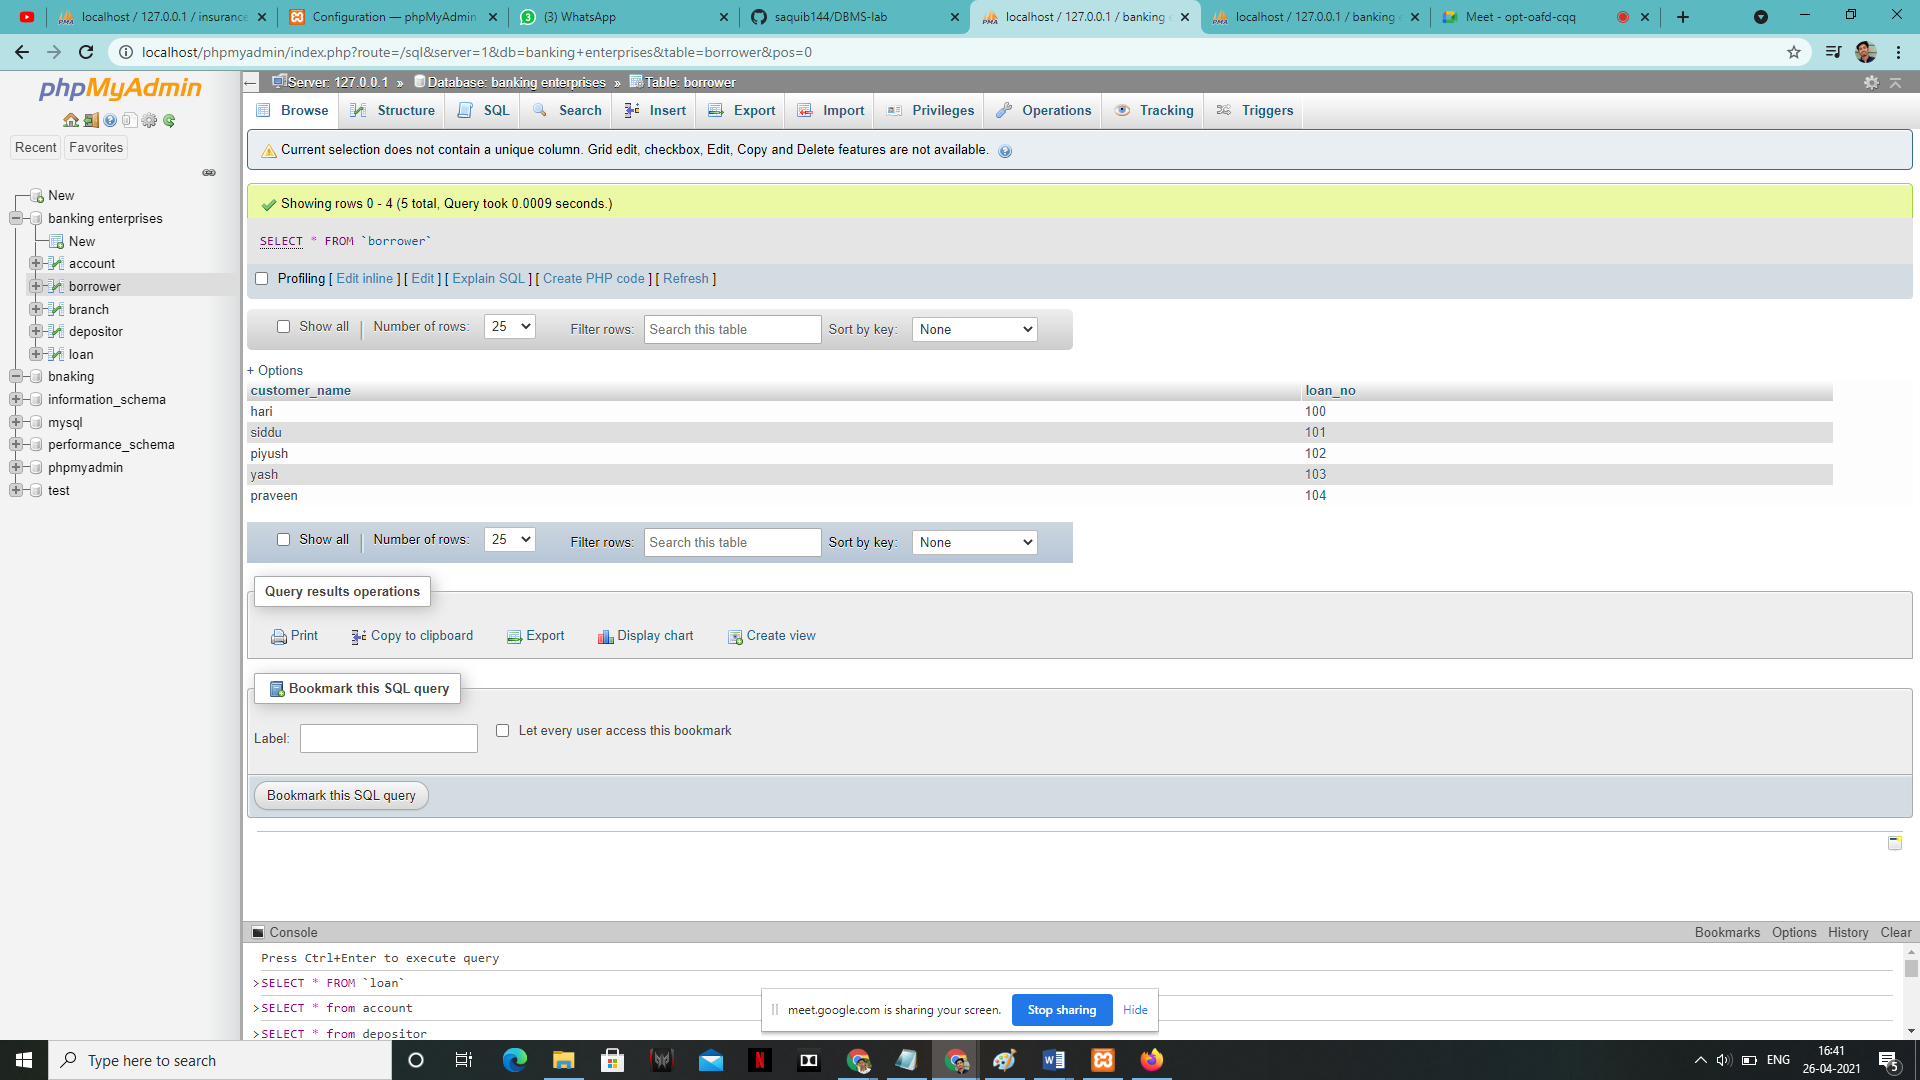 localhost / 127.0.0.1 / insurance
Configuration — phpMyAdmin
(3) WhatsApp
saquib144/DBMS-lab
localhost / 127.0.0.1 / banking e
localhost / 127.0.0.1 / banking e
Meet - opt-oafd-cqq
localhost/phpmyadmin/index.php?route=/sql&server=1&db=banking+enterprises&table=borrower&pos=0
phpMyAdmin
Recent
Favorites
New
banking enterprises
New
account
borrower
branch
depositor
loan
bnaking
information_schema
mysql
performance_schema
phpmyadmin
test
Server: 127.0.0.1 » Database: banking enterprises » Table: borrower
Browse
Structure
SQL
Search
Insert
Export
Import
Privileges
Operations
Tracking
Triggers
Current selection does not contain a unique column. Grid edit, checkbox, Edit, Copy and Delete features are not available.
Showing rows 0 - 4 (5 total, Query took 0.0009 seconds.)
SELECT * FROM `borrower`
Profiling [ Edit inline ] [ Edit ] [ Explain SQL ] [ Create PHP code ] [ Refresh ]
Show all | Number of rows: 25 Filter rows: Search this table Sort by key: None
+ Options
customer_name loan_no
hari 100
siddu 101
piyush 102
yash 103
praveen 104
Show all | Number of rows: 25 Filter rows: Search this table Sort by key: None
Query results operations
Print
Copy to clipboard
Export
Display chart
Create view
Bookmark this SQL query
Label:
Let every user access this bookmark
Bookmark this SQL query
Console
Bookmarks
Options
History
Clear
Press Ctrl+Enter to execute query
>SELECT * FROM `loan`
>SELECT * from account
>SELECT * from depositor
meet.google.com is sharing your screen.
Stop sharing
Hide
Type here to search
ENG
16:41
26-04-2021
5